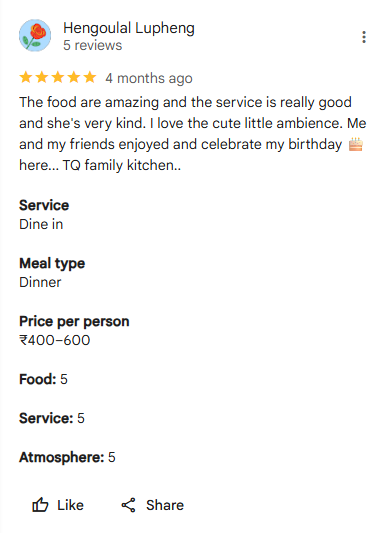 Hengoulal Lupheng
5 reviews
4 months ago
The food are amazing and the service is really good
and she's very kind. I love the cute little ambience. Me
and my friends enjoyed and celebrate my birthday 🎂
here... TQ family kitchen..
Service
Dine in
Meal type
Dinner
Price per person
₹400–600
Food: 5
Service: 5
Atmosphere: 5
Like
Share